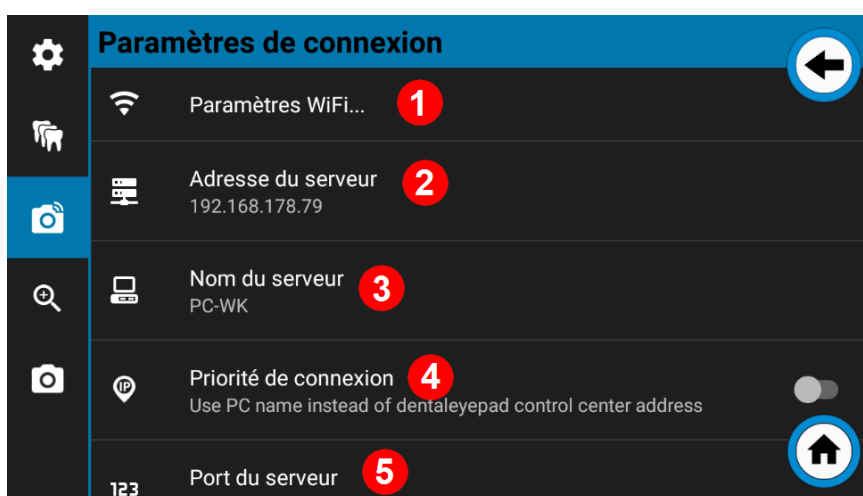 Paramètres de connexion
Paramètres WiFi... 1
Adresse du serveur 2
192.168.178.79
Nom du serveur 3
PC-WK
IP Priorité de connexion 4
Use PC name instead of dentaleyepad control center address
123 Port du serveur 5